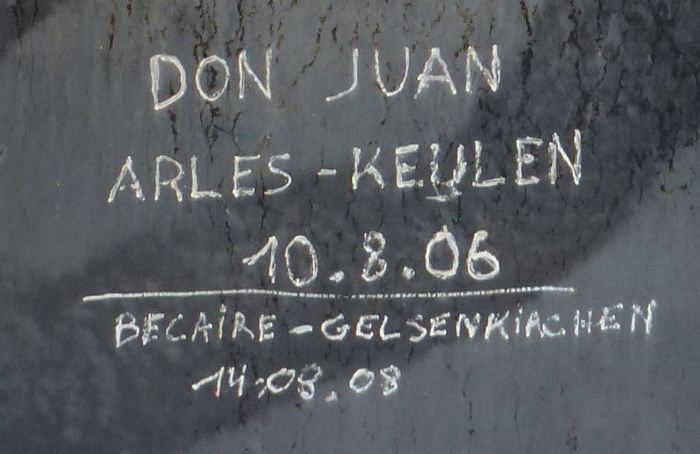 DON JUAN
ARLES-KEULEN
10.8.06
BECAIRE-GELSENKIRCHEN
14.08.08